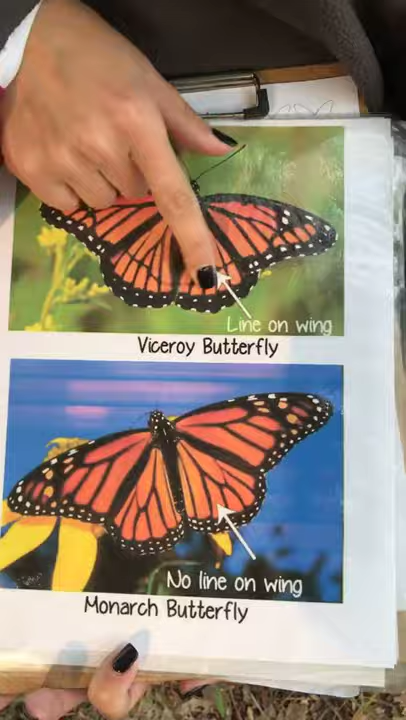 Line on wing
Viceroy Butterfly
No line on wing
Monarch Butterfly